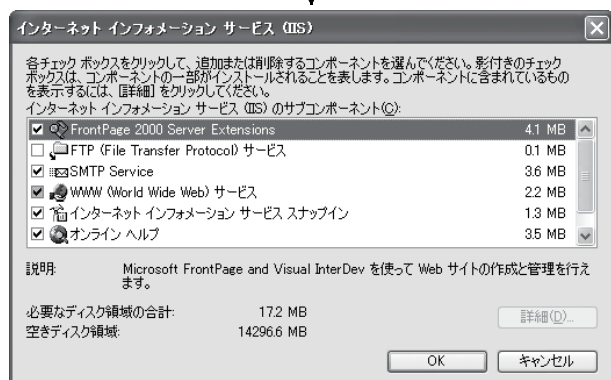 インターネット インフォメーション サービス (IIS)
各チェック ボックスをクリックして、追加または削除するコンポーネントを選んでください。影付きのチェック
ボックスは、コンポーネントの一部がインストールされることを表します。コンポーネントに含まれているもの
を表示するには、[詳細] をクリックしてください。
インターネット インフォメーション サービス (IIS) のサブコンポーネント(C):
FrontPage 2000 Server Extensions 4.1 MB
FTP (File Transfer Protocol) サービス 0.1 MB
SMTP Service 3.6 MB
WWW (World Wide Web) サービス 2.2 MB
インターネット インフォメーション サービス スナップイン 1.3 MB
オンライン ヘルプ 3.5 MB
説明: Microsoft FrontPage and Visual InterDev を使って Web サイトの作成と管理を行え
ます。
必要なディスク領域の合計: 17.2 MB
空きディスク領域: 14296.6 MB
詳細(D)...
OK キャンセル